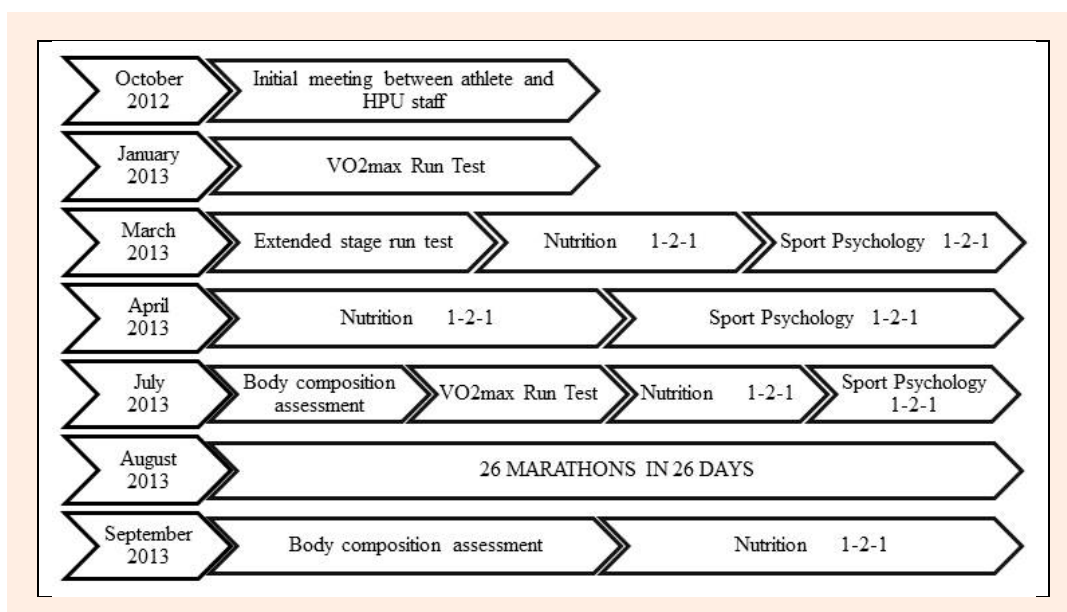 October
2012
Initial meeting between athlete and
HPU staff
January
2013
VO2max Run Test
March
2013
Extended stage run test
Nutrition 1-2-1
Sport Psychology 1-2-1
April
2013
Nutrition 1-2-1
Sport Psychology 1-2-1
July
2013
Body composition
assessment
VO2max Run Test
Nutrition 1-2-1
Sport Psychology
1-2-1
August
2013
26 MARATHONS IN 26 DAYS
September
2013
Body composition assessment
Nutrition 1-2-1